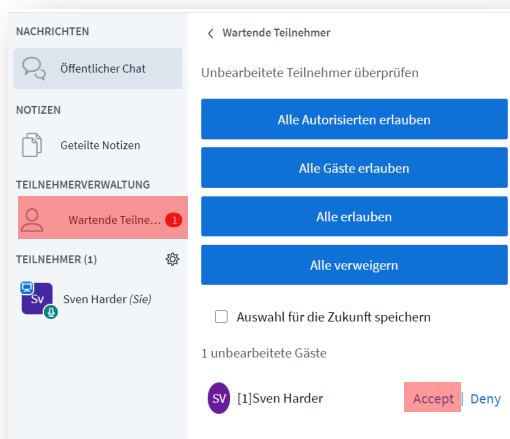 NACHRICHTEN
Öffentlicher Chat
NOTIZEN
Geteilte Notizen
TEILNEHMERVERWALTUNG
Wartende Teilne... 1
TEILNEHMER (1)
Sv Sven Harder (Sie)
Wartende Teilnehmer
Unbearbeitete Teilnehmer überprüfen
Alle Autorisierten erlauben
Alle Gäste erlauben
Alle erlauben
Alle verweigern
Auswahl für die Zukunft speichern
1 unbearbeitete Gäste
SV [1]Sven Harder Accept | Deny